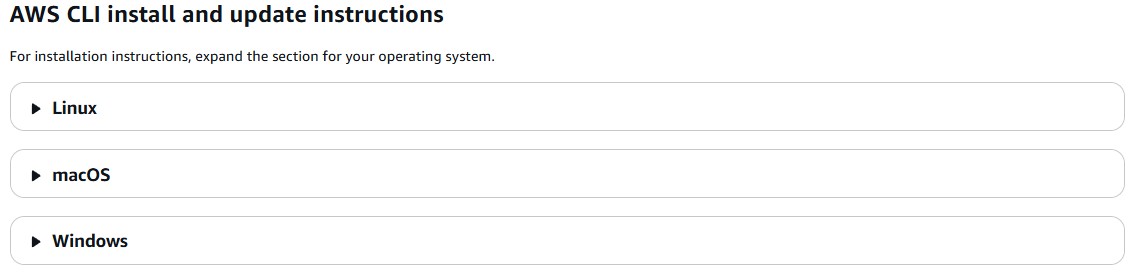 AWS CLI install and update instructions
For installation instructions, expand the section for your operating system.
Linux
macOS
Windows